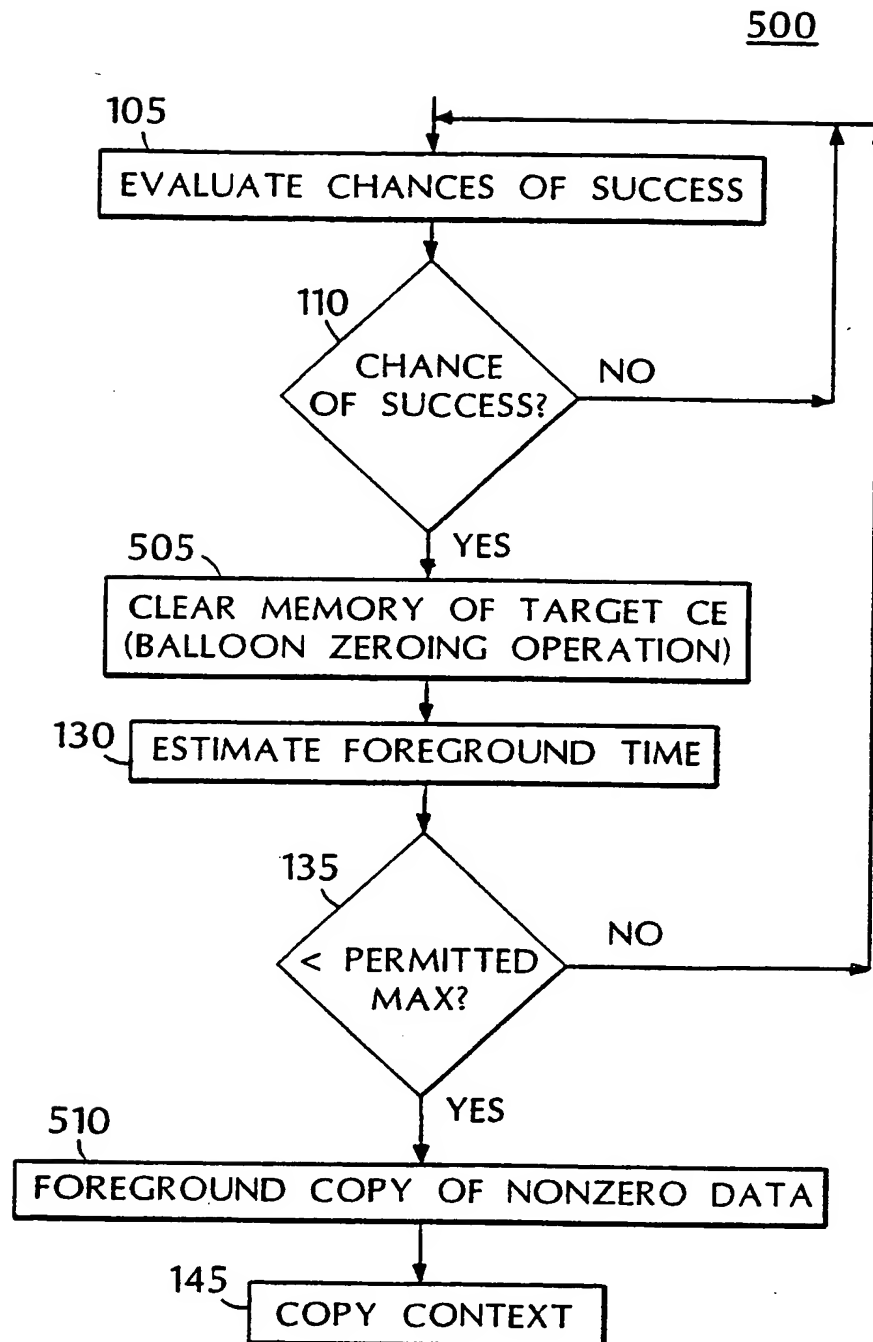 500
105
EVALUATE CHANCES OF SUCCESS
110
CHANCE
OF SUCCESS?
NO
YES
505
CLEAR MEMORY OF TARGET CE
(BALLOON ZEROING OPERATION)
130
ESTIMATE FOREGROUND TIME
135
< PERMITTED
MAX?
NO
YES
510
FOREGROUND COPY OF NONZERO DATA
145
COPY CONTEXT